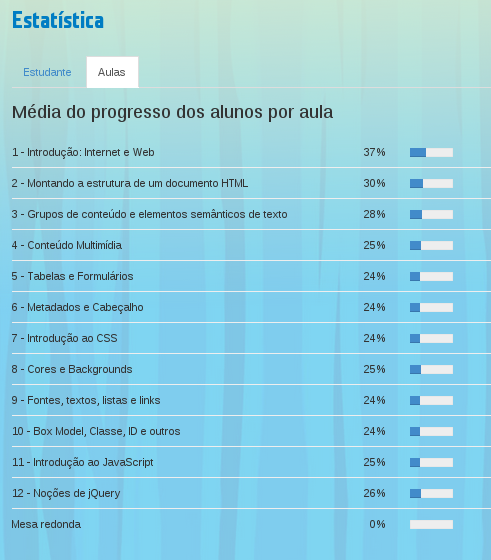 Estatística
Estudante Aulas
Média do progresso dos alunos por aula
1 - Introdução: Internet e Web 37%
2 - Montando a estrutura de um documento HTML 30%
3 - Grupos de conteúdo e elementos semânticos de texto 28%
4 - Conteúdo Multimídia 25%
5 - Tabelas e Formulários 24%
6 - Metadados e Cabeçalho 24%
7 - Introdução ao CSS 24%
8 - Cores e Backgrounds 25%
9 - Fontes, textos, listas e links 24%
10 - Box Model, Classe, ID e outros 24%
11 - Introdução ao JavaScript 25%
12 - Noções de jQuery 26%
Mesa redonda 0%